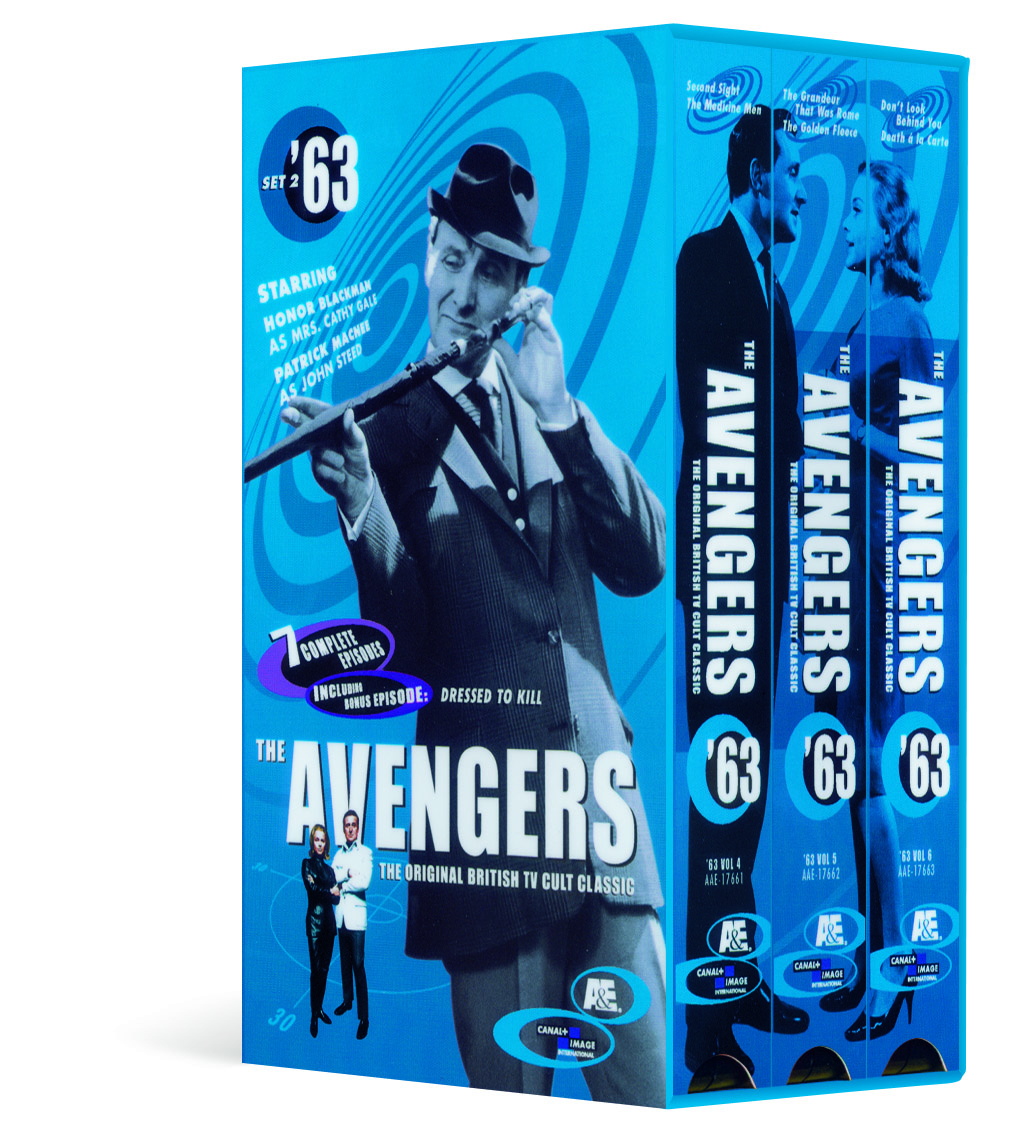 SET 2 '63
STARRING
HONOR BLACKMAN
AS MRS. CATHY GALE
PATRICK MACNEE
AS JOHN STEED
7 COMPLETE
EPISODES
INCLUDING
BONUS EPISODE: DRESSED TO KILL
THE AVENGERS
THE ORIGINAL BRITISH TV CULT CLASSIC
30
30
A&E
CANAL+
IMAGE
INTERNATIONAL
Second Sight
The Medicine Men
THE AVENGERS
THE ORIGINAL BRITISH TV CULT CLASSIC
'63
'63 VOL 4
AAE-17661
A&E
CANAL+
IMAGE
INTERNATIONAL
The Grandeur
That Was Rome
The Golden Fleece
THE AVENGERS
THE ORIGINAL BRITISH TV CULT CLASSIC
'63
'63 VOL 5
AAE-17662
A&E
CANAL+
IMAGE
INTERNATIONAL
Don't Look
Behind You
Death á la Carte
THE AVENGERS
THE ORIGINAL BRITISH TV CULT CLASSIC
'63
'63 VOL 6
AAE-17663
A&E
CANAL+
IMAGE
INTERNATIONAL